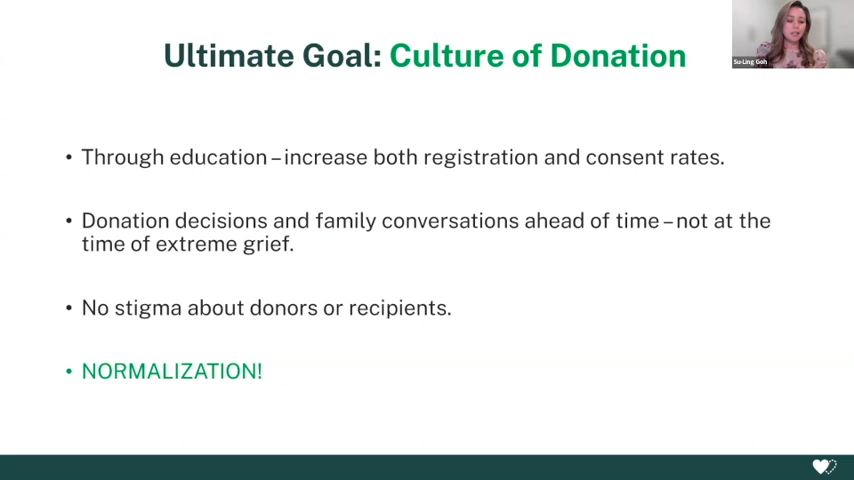 Ultimate Goal: Culture of Donation
Su-Ling Goh
• Through education – increase both registration and consent rates.
• Donation decisions and family conversations ahead of time – not at the
time of extreme grief.
• No stigma about donors or recipients.
• NORMALIZATION!